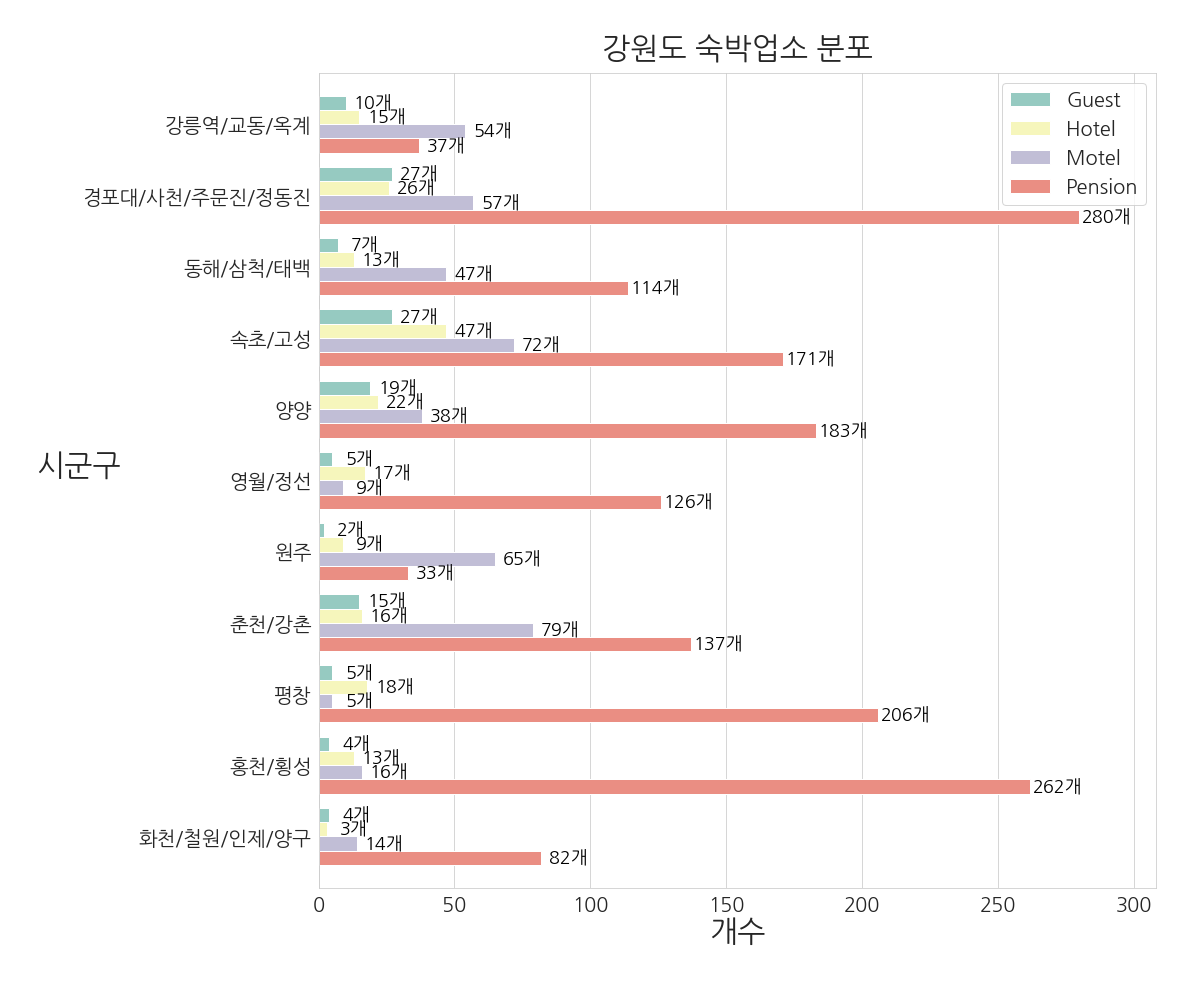 강원도 숙박업소 분포
Guest
Hotel
Motel
Pension
시군구
강릉역/교동/옥계
10개
15개
54개
37개
경포대/사천/주문진/정동진
27개
26개
57개
280개
동해/삼척/태백
7개
13개
47개
114개
속초/고성
27개
47개
72개
171개
양양
19개
22개
38개
183개
영월/정선
5개
17개
9개
126개
원주
2개
9개
65개
33개
춘천/강촌
15개
16개
79개
137개
평창
5개
18개
5개
206개
홍천/횡성
4개
13개
16개
262개
화천/철원/인제/양구
4개
3개
14개
82개
0 50 100 150 200 250 300
개수